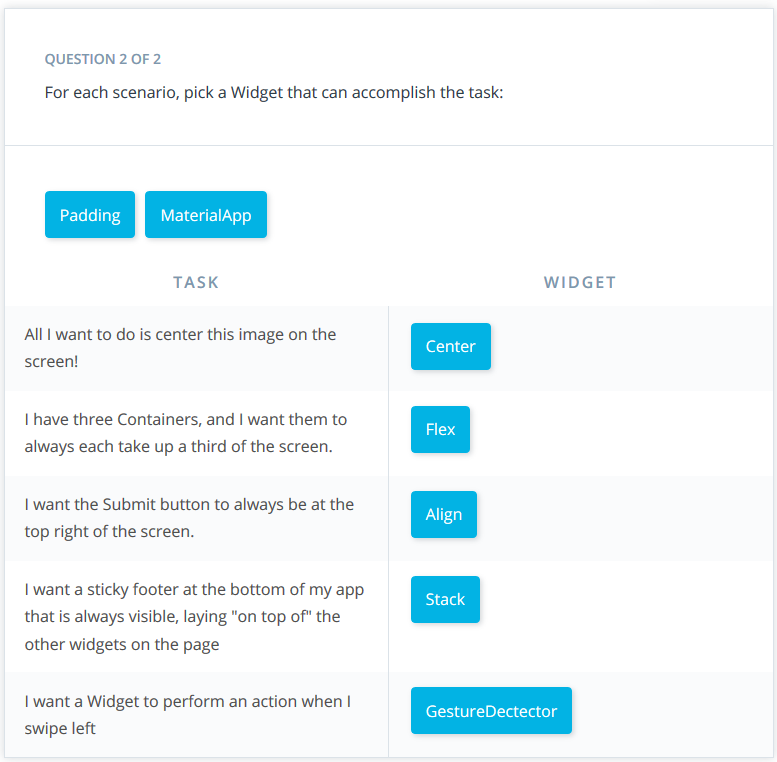 QUESTION 2 OF 2
For each scenario, pick a Widget that can accomplish the task:
Padding MaterialApp
TASK WIDGET
All I want to do is center this image on the
screen!
Center
I have three Containers, and I want them to
always each take up a third of the screen.
Flex
I want the Submit button to always be at the
top right of the screen.
Align
I want a sticky footer at the bottom of my app
that is always visible, laying "on top of" the
other widgets on the page
Stack
I want a Widget to perform an action when I
swipe left
GestureDectector